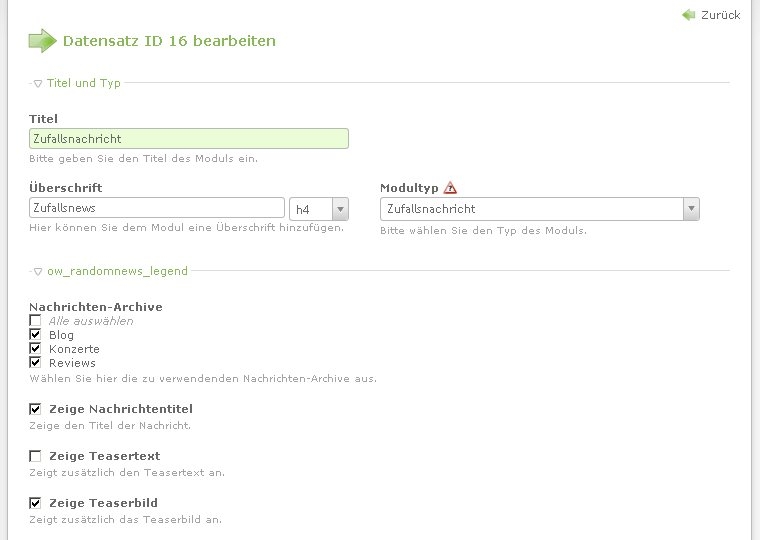 Zurück
Datensatz ID 16 bearbeiten
Titel und Typ
Titel
Zufallsnachricht
Bitte geben Sie den Titel des Moduls ein.
Überschrift
Modultyp
Zufallsnews
h4
Zufallsnachricht
Hier können Sie dem Modul eine Überschrift hinzufügen.
Bitte wählen Sie den Typ des Moduls.
ow_randomnews_legend
Nachrichten-Archive
Alle auswählen
Blog
Konzerte
Reviews
Wählen Sie hier die zu verwendenden Nachrichten-Archive aus.
Zeige Nachrichtentitel
Zeige den Titel der Nachricht.
Zeige Teasertext
Zeigt zusätzlich den Teasertext an.
Zeige Teaserbild
Zeigt zusätzlich das Teaserbild an.